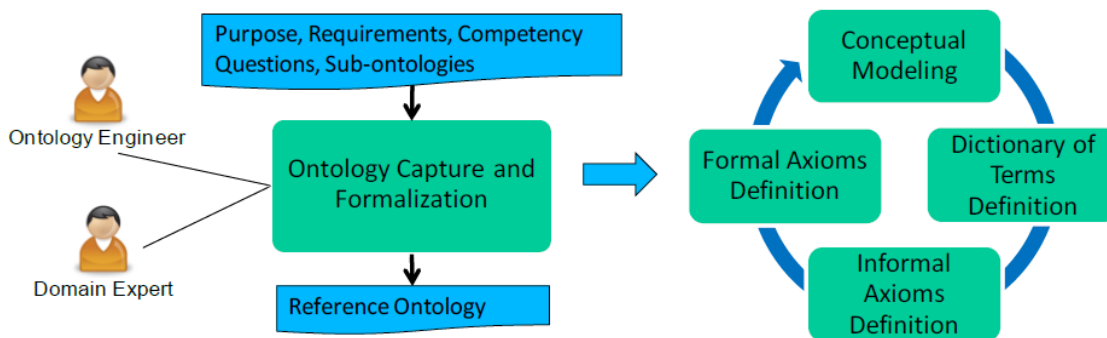 Purpose, Requirements, Competency
Questions, Sub-ontologies
Ontology Engineer
Ontology Capture and
Formalization
Domain Expert
Reference Ontology
Conceptual
Modeling
Dictionary of
Terms
Definition
Informal
Axioms
Definition
Formal Axioms
Definition